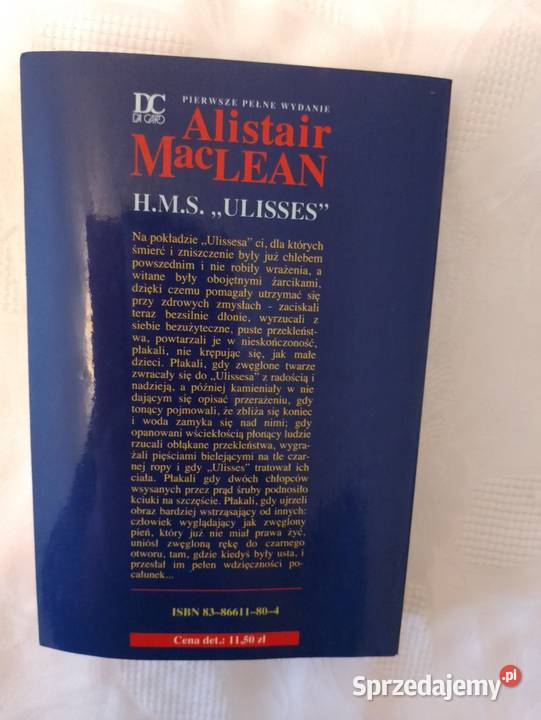 PIERWSZE PEŁNE WYDANIE
DC
DA CAPO
Alistair
MacLEAN
H.M.S. „ULISSES”
Na pokładzie „Ulissesa” ci, dla których
śmierć i zniszczenie były już chlebem
powszednim i nie robiły wrażenia, a
witane były obojętnymi żarcikami,
dzięki czemu pomagały utrzymać się
przy zdrowych zmysłach - zaciskali
teraz bezsilnie dłonie, wyrzucali z
siebie bezużyteczne, puste przekleńst-
wa, powtarzali je w nieskończoność,
płakali, nie krępując się, jak małe
dzieci. Płakali, gdy zwęglone twarze
zwracały się do „Ulissesa” z radością i
nadzieją, a później kamieniały w nie
dającym się opisać przerażeniu, gdy
tonący pojmowali, że zbliża się koniec
i woda zamyka się nad nimi; gdy
opanowani wściekłością płonący ludzie
rzucali obłąkane przekleństwa, wygra-
żali pięściami bielejącymi na tle czar-
nej ropy i gdy „Ulisses” tratował ich
ciała. Płakali gdy dwóch chłopców
wsysanych przez prąd śruby podnosiło
kciuki na szczęście. Płakali, gdy ujrzeli
obraz bardziej wstrząsający od innych:
człowiek wyglądający jak zwęglony
pień, który już nie miał prawa żyć,
uniósł zwęgloną rękę do czarnego
otworu, tam, gdzie kiedyś były usta, i
przesłał im pełen wdzięczności po-
całunek...
ISBN 83–86611–80–4
Cena det.: 11,50 zł
Sprzedajemy.pl